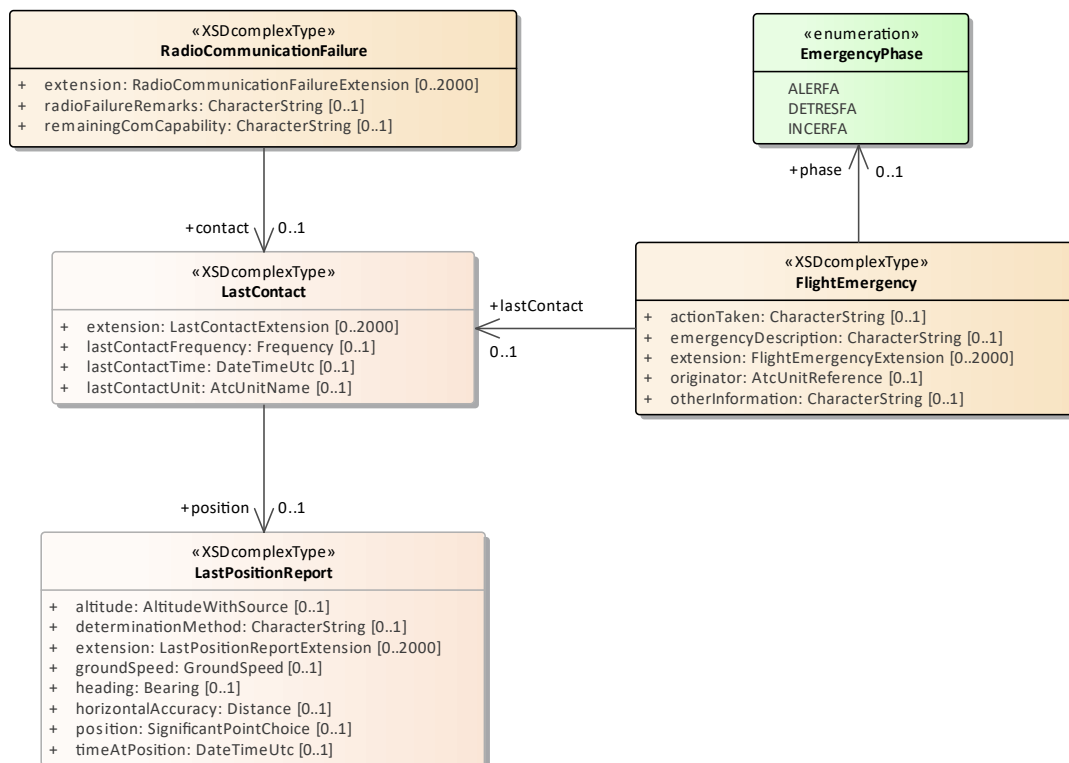 «XSDcomplexType»
RadioCommunicationFailure
+ extension: RadioCommunicationFailureExtension [0..2000]
+ radioFailureRemarks: CharacterString [0..1]
+ remainingComCapability: CharacterString [0..1]
«enumeration»
EmergencyPhase
ALERFA
DETRESFA
INCERFA
+phase 0..1
+contact 0..1
«XSDcomplexType»
LastContact
+ extension: LastContactExtension [0..2000]
+ lastContactFrequency: Frequency [0..1]
+ lastContactTime: DateTimeUtc [0..1]
+ lastContactUnit: AtcUnitName [0..1]
+lastContact
0..1
«XSDcomplexType»
FlightEmergency
+ actionTaken: CharacterString [0..1]
+ emergencyDescription: CharacterString [0..1]
+ extension: FlightEmergencyExtension [0..2000]
+ originator: AtcUnitReference [0..1]
+ otherInformation: CharacterString [0..1]
+position 0..1
«XSDcomplexType»
LastPositionReport
+ altitude: AltitudeWithSource [0..1]
+ determinationMethod: CharacterString [0..1]
+ extension: LastPositionReportExtension [0..2000]
+ groundSpeed: GroundSpeed [0..1]
+ heading: Bearing [0..1]
+ horizontalAccuracy: Distance [0..1]
+ position: SignificantPointChoice [0..1]
+ timeAtPosition: DateTimeUtc [0..1]